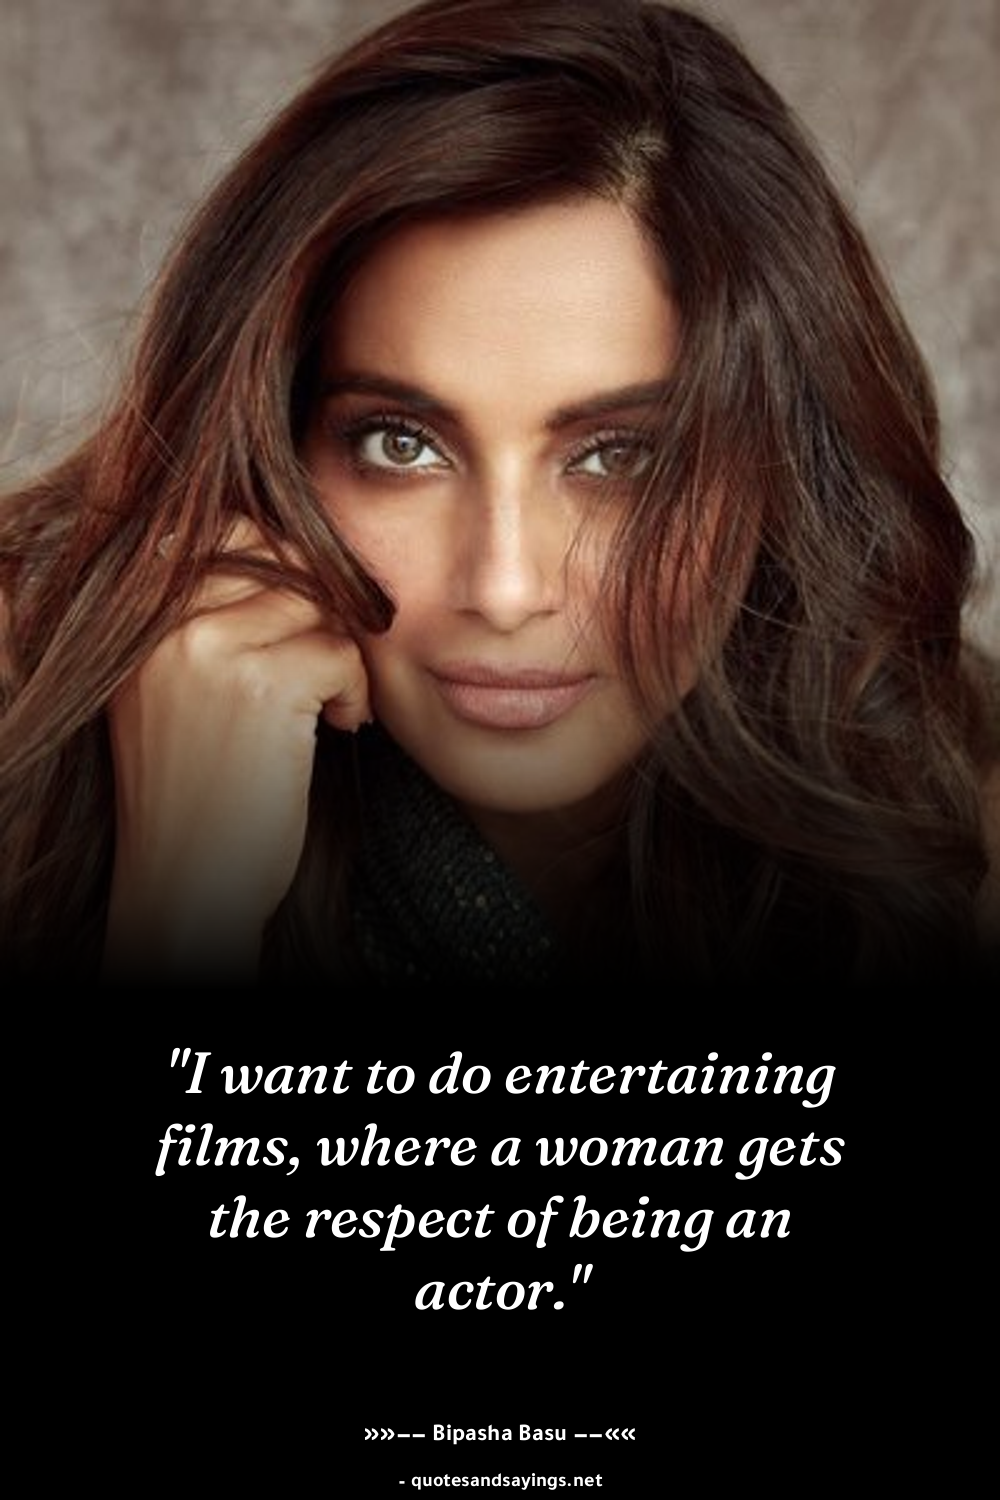 "I want to do entertaining
films, where a woman gets
the respect of being an
actor."
»»−− Bipasha Basu −−««
- quotesandsayings.net